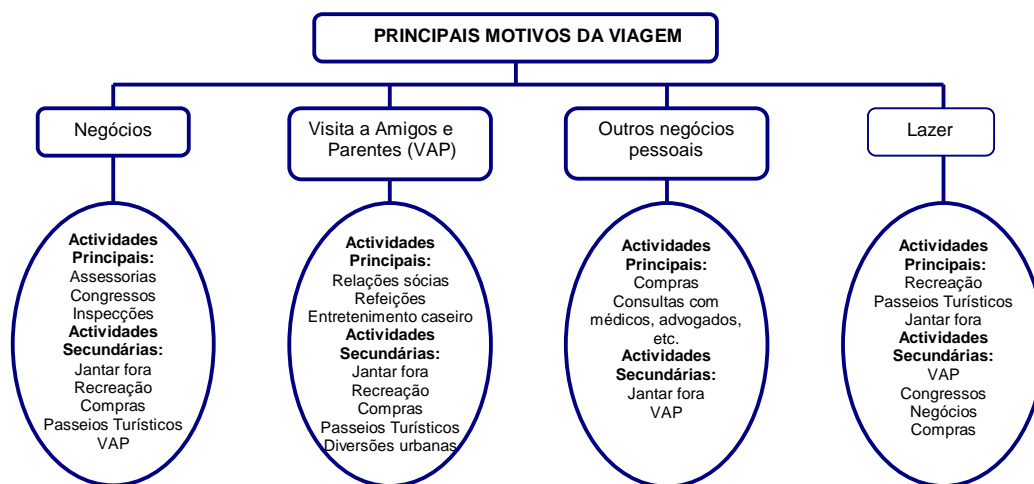 PRINCIPAIS MOTIVOS DA VIAGEM
Negócios
Visita a Amigos e
Parentes (VAP)
Outros negócios
pessoais
Lazer
Actividades
Principais:
Assessorias
Congressos
Inspecções
Actividades
Secundárias:
Jantar fora
Recreação
Compras
Passeios Turísticos
VAP
Actividades
Principais:
Relações sócias
Refeições
Entretenimento caseiro
Actividades
Secundárias:
Jantar fora
Recreação
Compras
Passeios Turísticos
Diversões urbanas
Actividades
Principais:
Compras
Consultas com
médicos, advogados,
etc.
Actividades
Secundárias:
Jantar fora
VAP
Actividades
Principais:
Recreação
Passeios Turísticos
Jantar fora
Actividades
Secundárias:
VAP
Congressos
Negócios
Compras